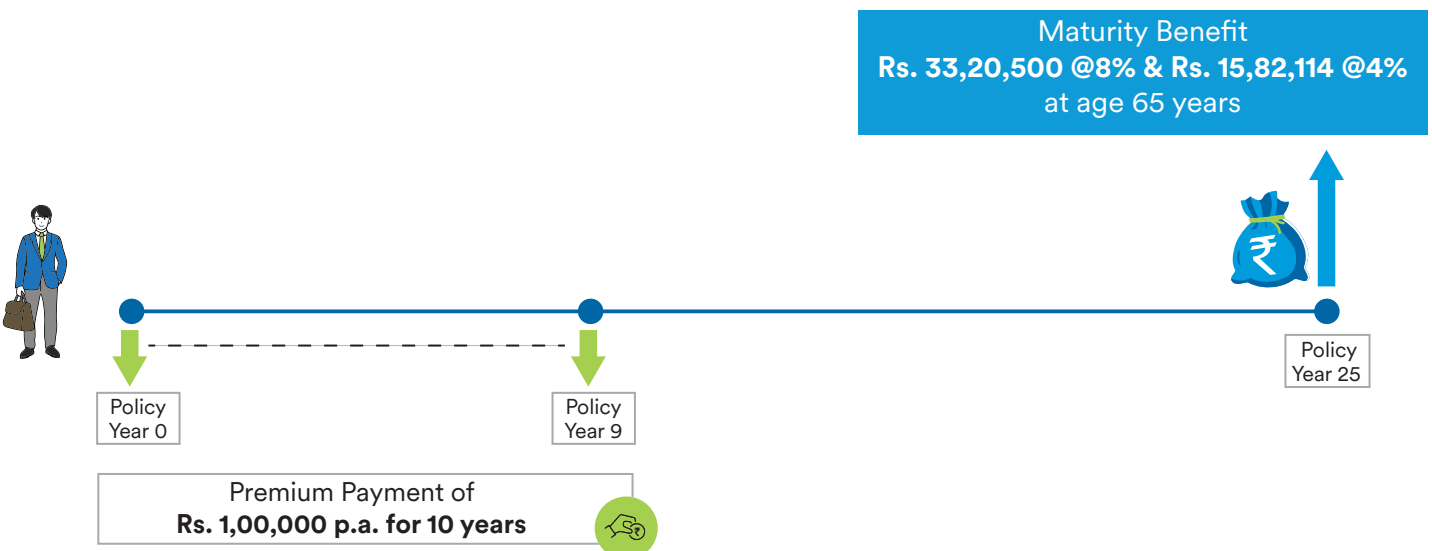 Maturity Benefit
Rs. 33,20,500 @8% & Rs. 15,82,114 @4%
at age 65 years
₹
Policy
Year 25
Policy
Year 0
Policy
Year 9
Premium Payment of
Rs. 1,00,000 p.a. for 10 years
₹